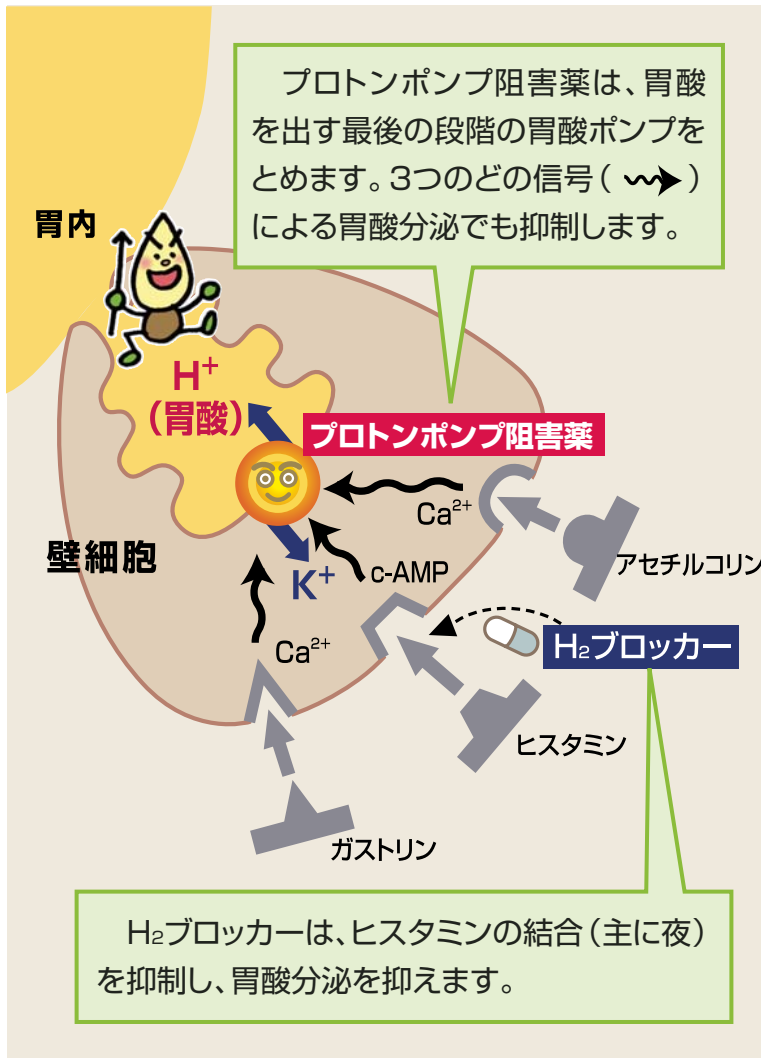 プロトンポンプ阻害薬は、胃酸
を出す最後の段階の胃酸ポンプを
とめます。3つのどの信号（ ）
による胃酸分泌でも抑制します。
胃内
H⁺
（胃酸）
プロトンポンプ阻害薬
Ca²⁺
壁細胞
アセチルコリン
c-AMP
K⁺
H₂ブロッカー
Ca²⁺
ヒスタミン
ガストリン
H₂ブロッカーは、ヒスタミンの結合（主に夜）
を抑制し、胃酸分泌を抑えます。